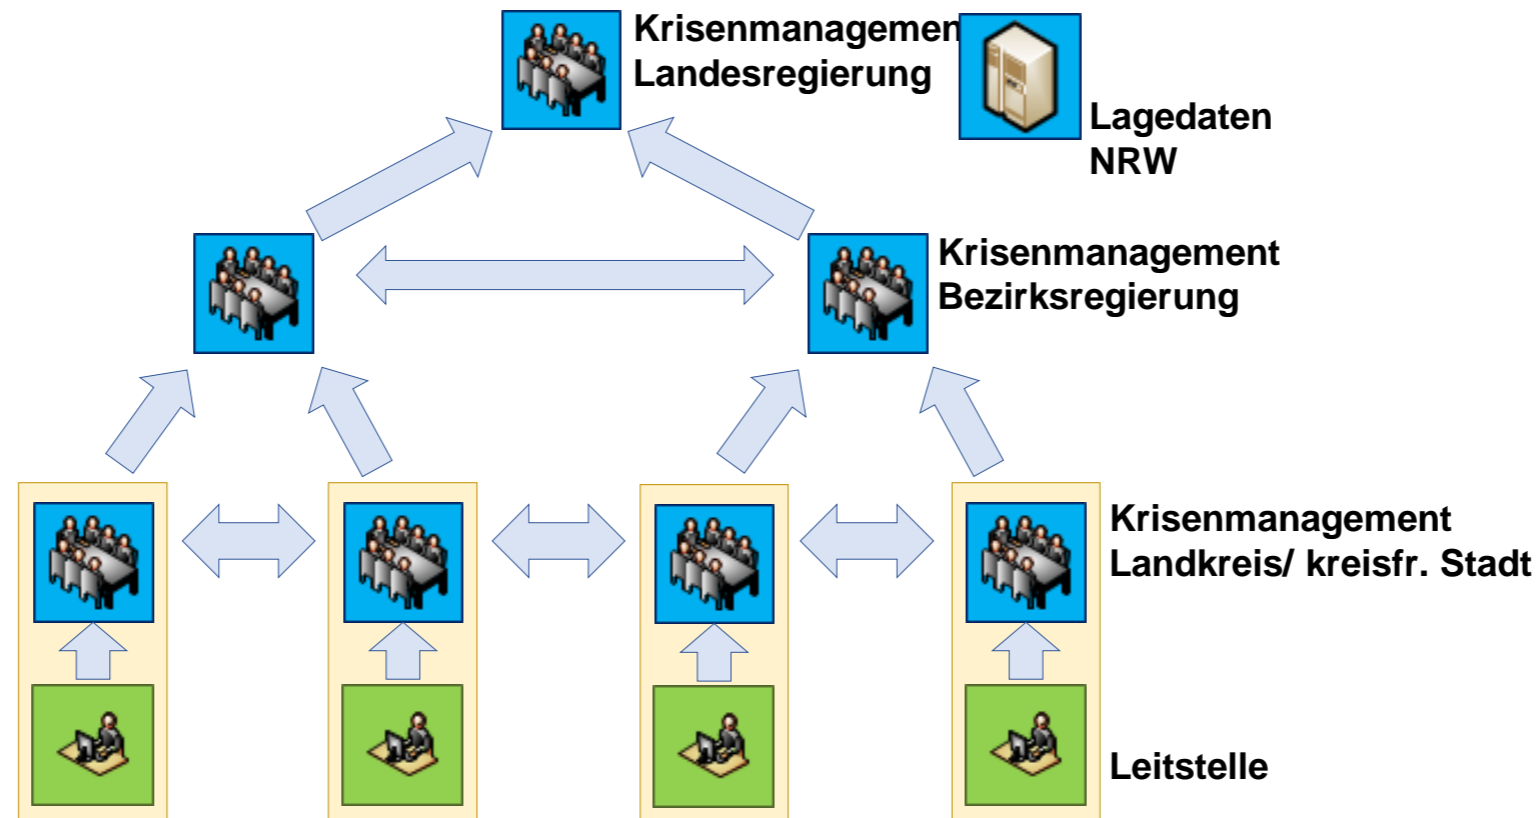 Krisenmanagemen
Landesregierung
Lagedaten
NRW
Krisenmanagement
Bezirksregierung
Krisenmanagement
Landkreis/ kreisfr. Stadt
Leitstelle